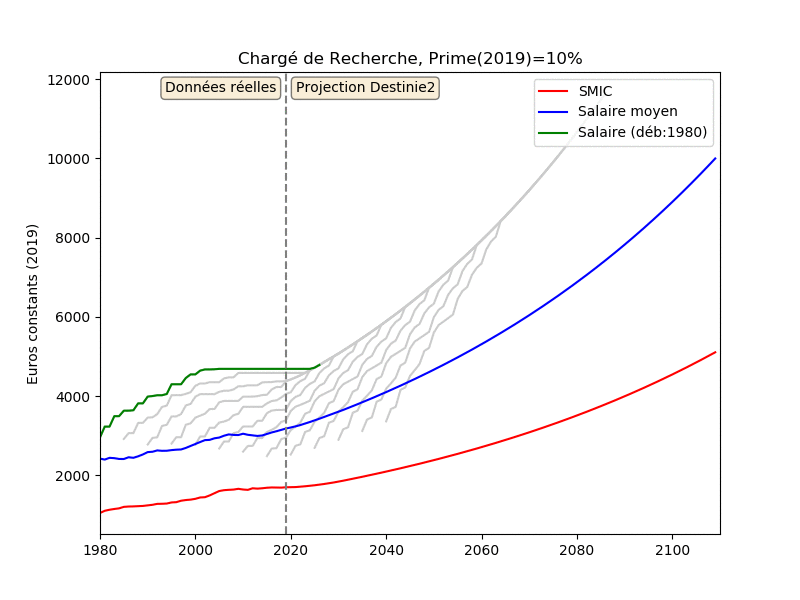 Chargé de Recherche, Prime(2019)=10%
Données réelles
Projection Destinie2
SMIC
Salaire moyen
Salaire (déb:1980)
Euros constants (2019)
12000
10000
8000
6000
4000
2000
1980
2000
2020
2040
2060
2080
2100